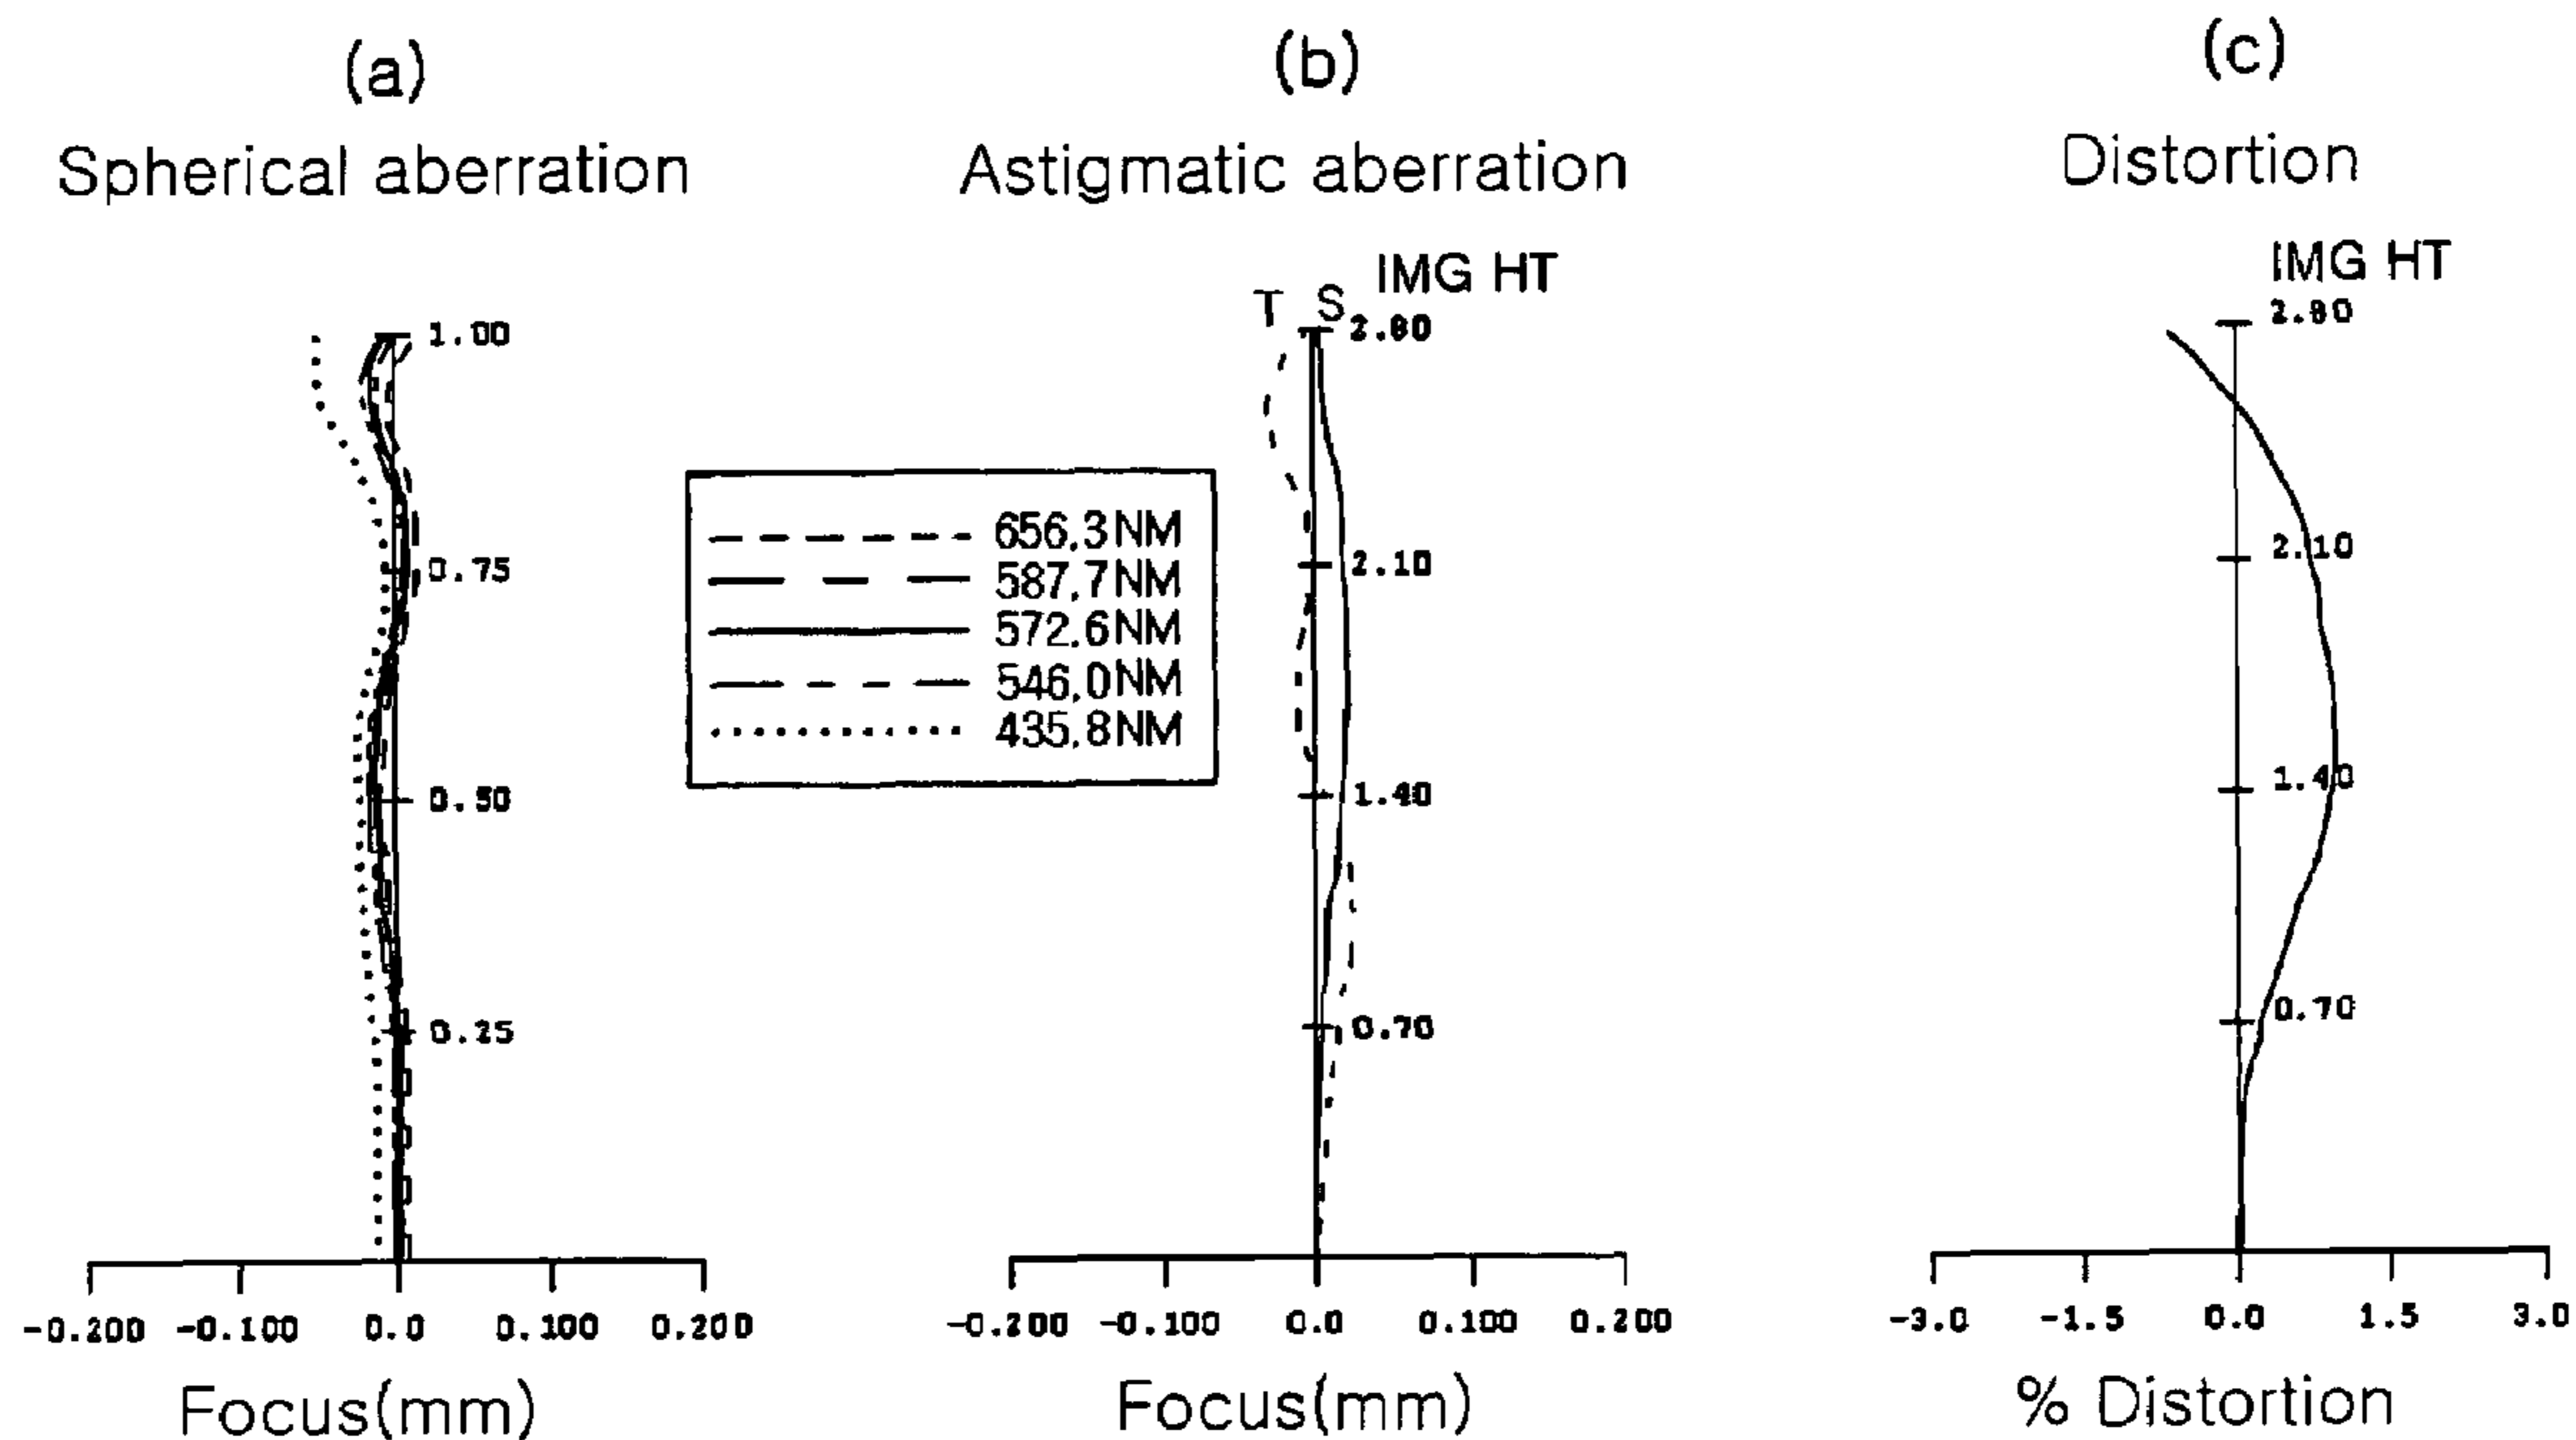 (a)
Spherical aberration
1.00
0.75
0.50
0.25
-0.200 -0.100 0.0 0.100 0.200
Focus(mm)
656.3NM
587.7NM
572.6NM
546.0NM
435.8NM
(b)
Astigmatic aberration
T S IMG HT
2.80
2.10
1.40
0.70
-0.200 -0.100 0.0 0.100 0.200
Focus(mm)
(c)
Distortion
IMG HT
2.80
2.10
1.40
0.70
-3.0 -1.5 0.0 1.5 3.0
% Distortion